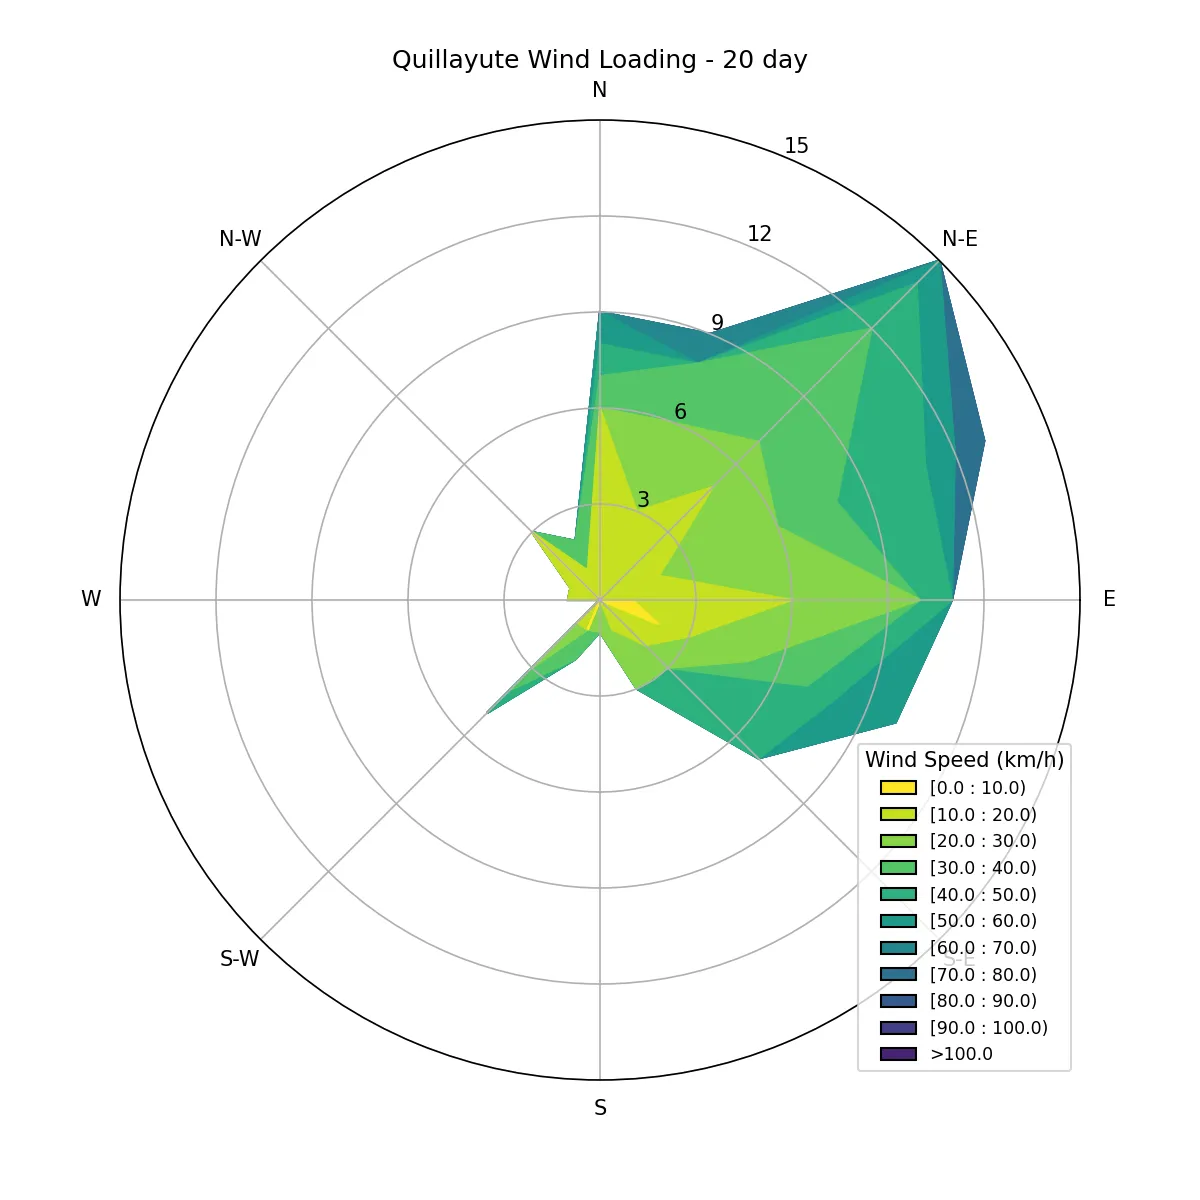 Quillayute Wind Loading - 20 day
N
15
12
N-W
N-E
9
6
3
W
E
Wind Speed (km/h)
[0.0 : 10.0)
[10.0 : 20.0)
[20.0 : 30.0)
[30.0 : 40.0)
[40.0 : 50.0)
[50.0 : 60.0)
[60.0 : 70.0)
[70.0 : 80.0)
[80.0 : 90.0)
[90.0 : 100.0)
>100.0
S-W
S-E
S